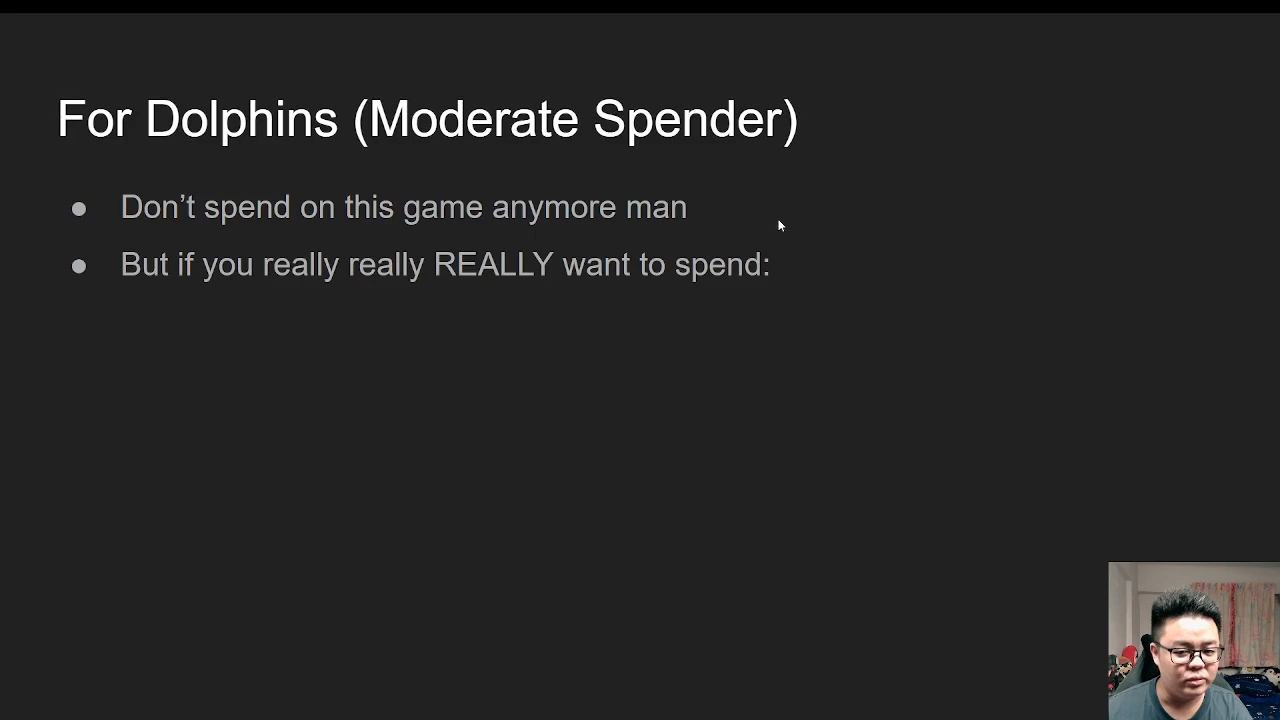 For Dolphins (Moderate Spender)
● Don’t spend on this game anymore man
● But if you really really REALLY want to spend: